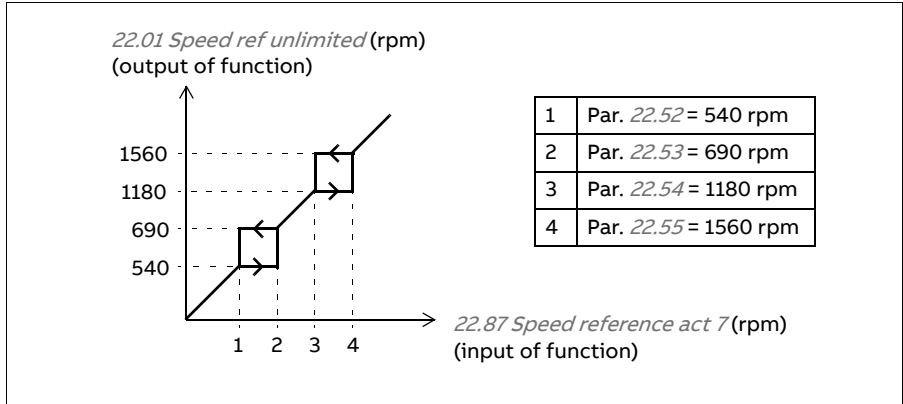 22.01 Speed ref unlimited (rpm)
(output of function)
1560
1180
690
540
1 2 3 4
22.87 Speed reference act 7 (rpm)
(input of function)
1 Par. 22.52 = 540 rpm
2 Par. 22.53 = 690 rpm
3 Par. 22.54 = 1180 rpm
4 Par. 22.55 = 1560 rpm